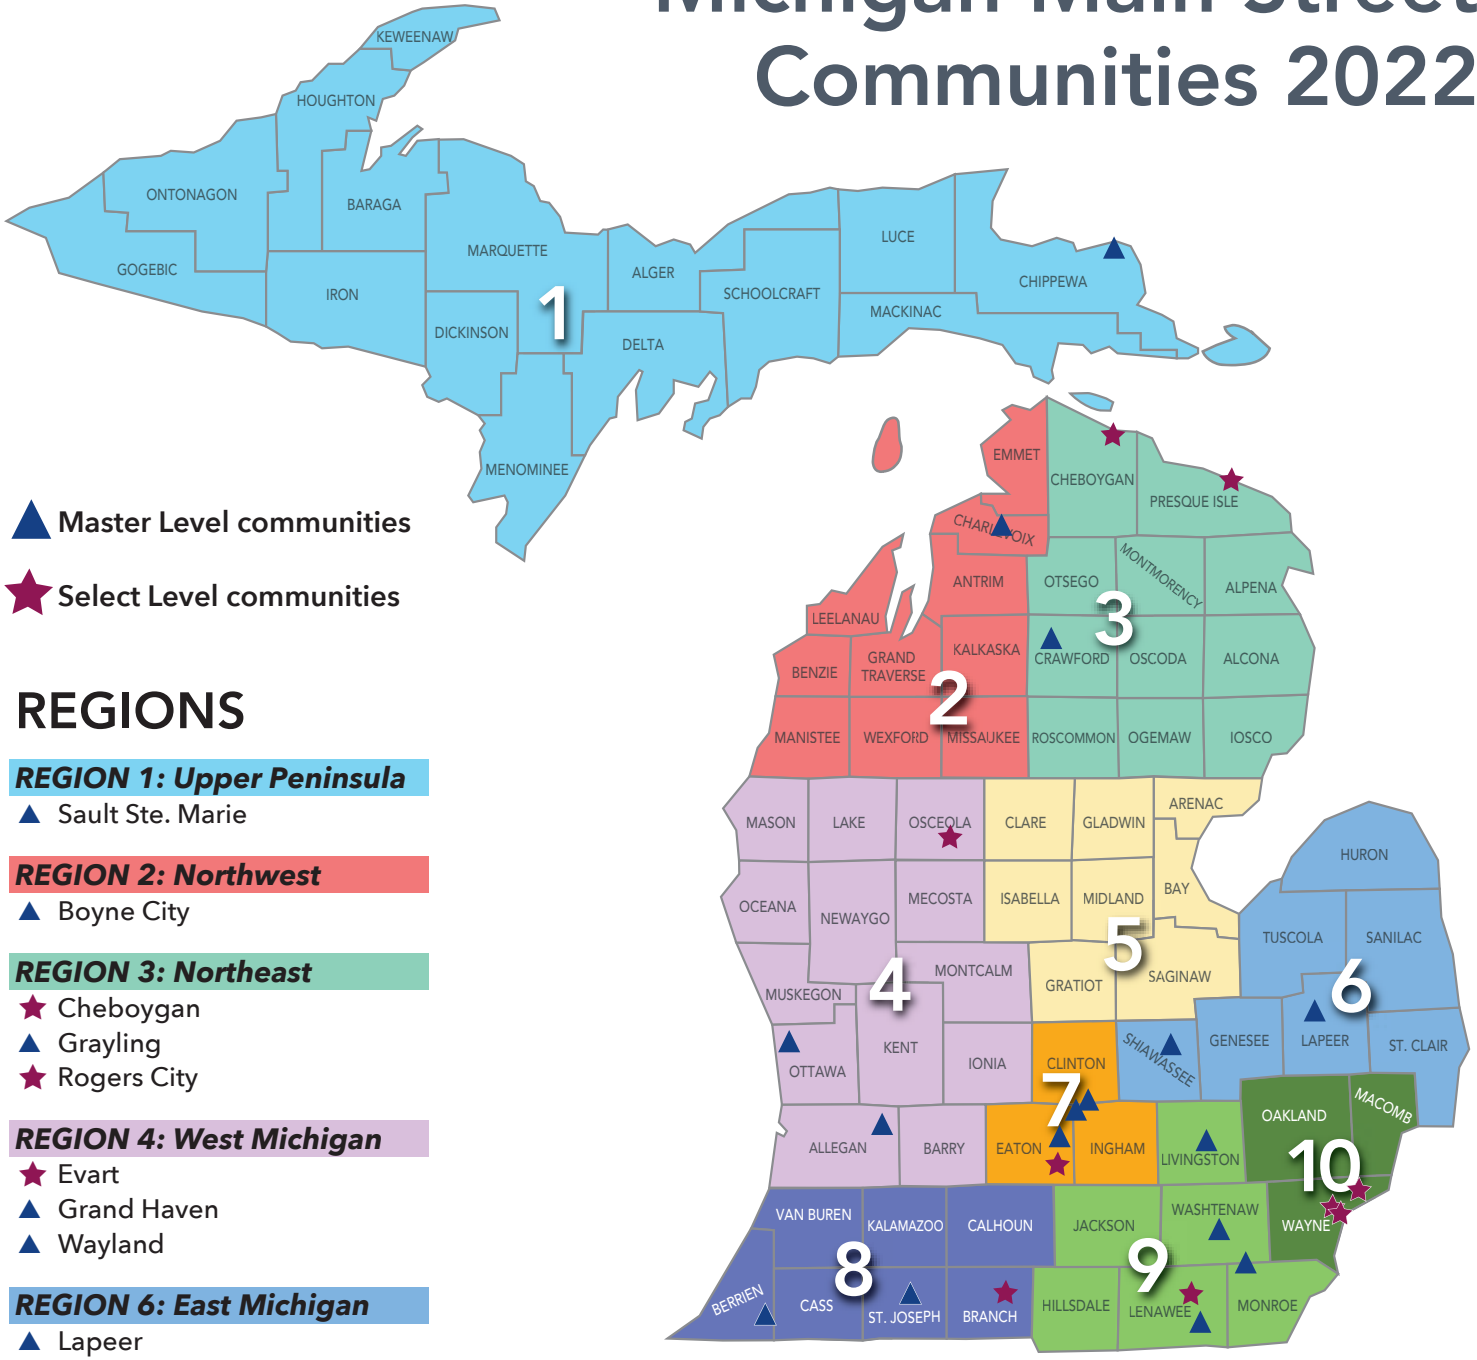 Michigan Main Street
Communities 2022
KEWEENAW
HOUGHTON
ONTONAGON
BARAGA
GOGEBIC
MARQUETTE
LUCE
ALGER
CHIPPEWA
IRON
SCHOOLCRAFT
1
MACKINAC
DICKINSON
DELTA
MENOMINEE
Master Level communities
Select Level communities
EMMET
CHEBOYGAN
PRESQUE ISLE
CHARLEVOIX
MONTMORENCY
ANTRIM
OTSEGO
ALPENA
LEELANAU
3
KALKASKA
GRAND
TRAVERSE
BENZIE
CRAWFORD
OSCODA
ALCONA
2
MANISTEE
WEXFORD
MISSAUKEE
ROSCOMMON
OGEMAW
IOSCO
MASON
LAKE
OSCEOLA
CLARE
GLADWIN
ARENAC
HURON
OCEANA
NEWAYGO
MECOSTA
ISABELLA
MIDLAND
BAY
5
TUSCOLA
SANILAC
MUSKEGON
4
MONTCALM
GRATIOT
SAGINAW
6
OTTAWA
KENT
IONIA
CLINTON
SHIAWASSEE
GENESEE
LAPEER
ST. CLAIR
7
OAKLAND
MACOMB
ALLEGAN
BARRY
EATON
INGHAM
LIVINGSTON
10
VAN BUREN
KALAMAZOO
CALHOUN
JACKSON
WASHTENAW
WAYNE
8
9
BERRIEN
CASS
ST. JOSEPH
BRANCH
HILLSDALE
LENAWEE
MONROE
REGIONS
REGION 1: Upper Peninsula
Sault Ste. Marie
REGION 2: Northwest
Boyne City
REGION 3: Northeast
Cheboygan
Grayling
Rogers City
REGION 4: West Michigan
Evart
Grand Haven
Wayland
REGION 6: East Michigan
Lapeer